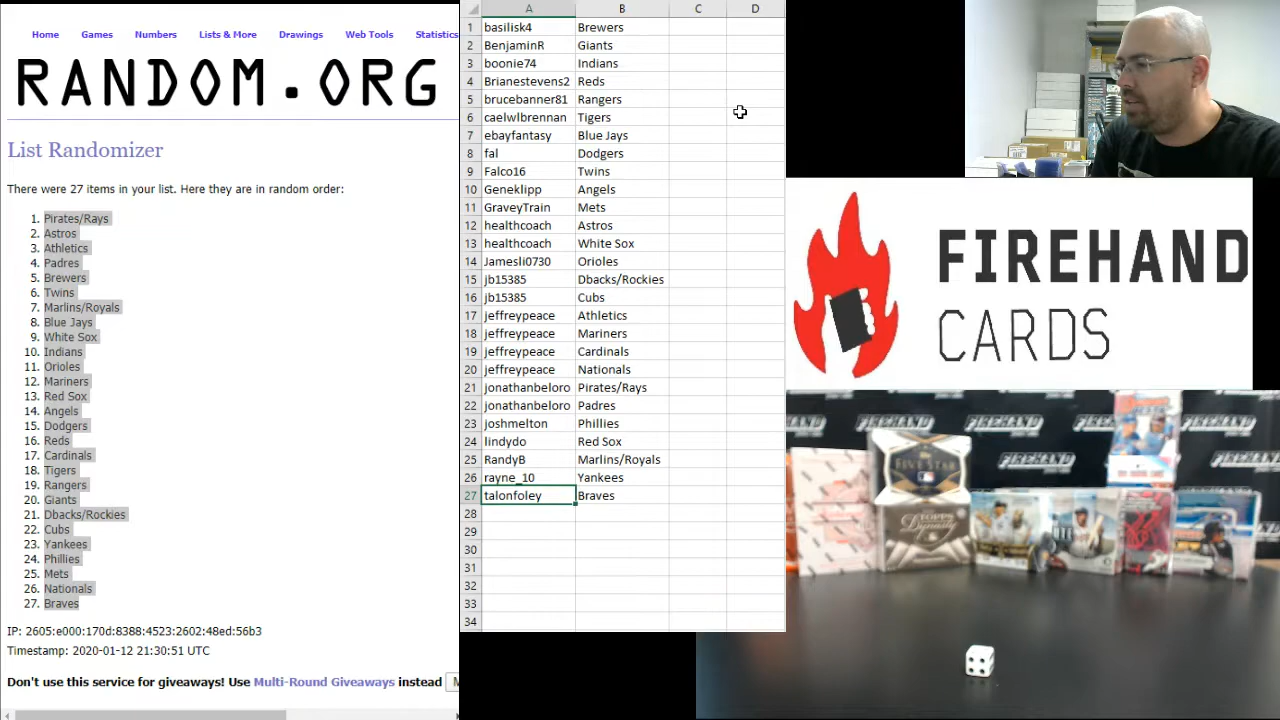 Home Games Numbers Lists & More Drawings Web Tools Statistics
RANDOM.ORG
List Randomizer
There were 27 items in your list. Here they are in random order:
1. Pirates/Rays
2. Astros
3. Athletics
4. Padres
5. Brewers
6. Twins
7. Marlins/Royals
8. Blue Jays
9. White Sox
10. Indians
11. Orioles
12. Mariners
13. Red Sox
14. Angels
15. Dodgers
16. Reds
17. Cardinals
18. Tigers
19. Rangers
20. Giants
21. Dbacks/Rockies
22. Cubs
23. Yankees
24. Phillies
25. Mets
26. Nationals
27. Braves
IP: 2605:e000:170d:8388:4523:2602:48ed:56b3
Timestamp: 2020-01-12 21:30:51 UTC
Don't use this service for giveaways! Use Multi-Round Giveaways instead
A B C D
1 basilisk4 Brewers
2 BenjaminR Giants
3 boonie74 Indians
4 Brianestevens2 Reds
5 brucebanner81 Rangers
6 caelwlbrennan Tigers
7 ebayfantasy Blue Jays
8 fal Dodgers
9 Falco16 Twins
10 Geneklipp Angels
11 GraveyTrain Mets
12 healthcoach Astros
13 healthcoach White Sox
14 Jamesli0730 Orioles
15 jb15385 Dbacks/Rockies
16 jb15385 Cubs
17 jeffreypeace Athletics
18 jeffreypeace Mariners
19 jeffreypeace Cardinals
20 jeffreypeace Nationals
21 jonathanbeloro Pirates/Rays
22 jonathanbeloro Padres
23 joshmelton Phillies
24 lindydo Red Sox
25 RandyB Marlins/Royals
26 rayne_10 Yankees
27 talonfoley Braves
28
29
30
31
32
33
34
FIREHAND
CARDS
FIREHAND
FIREHAND
FIREHAND
FIVE STAR
Dynasty